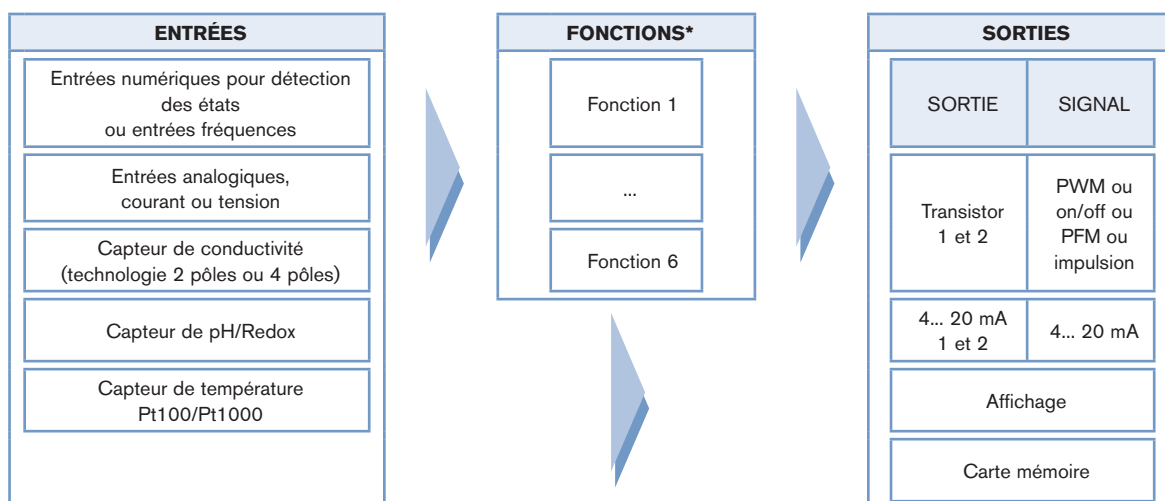 ENTRÉES
Entrées numériques pour détection
des états
ou entrées fréquences
Entrées analogiques,
courant ou tension
Capteur de conductivité
(technologie 2 pôles ou 4 pôles)
Capteur de pH/Redox
Capteur de température
Pt100/Pt1000
FONCTIONS*
Fonction 1
...
Fonction 6
SORTIES
SORTIE
SIGNAL
Transistor
1 et 2
PWM ou
on/off ou
PFM ou
impulsion
4... 20 mA
1 et 2
4... 20 mA
Affichage
Carte mémoire